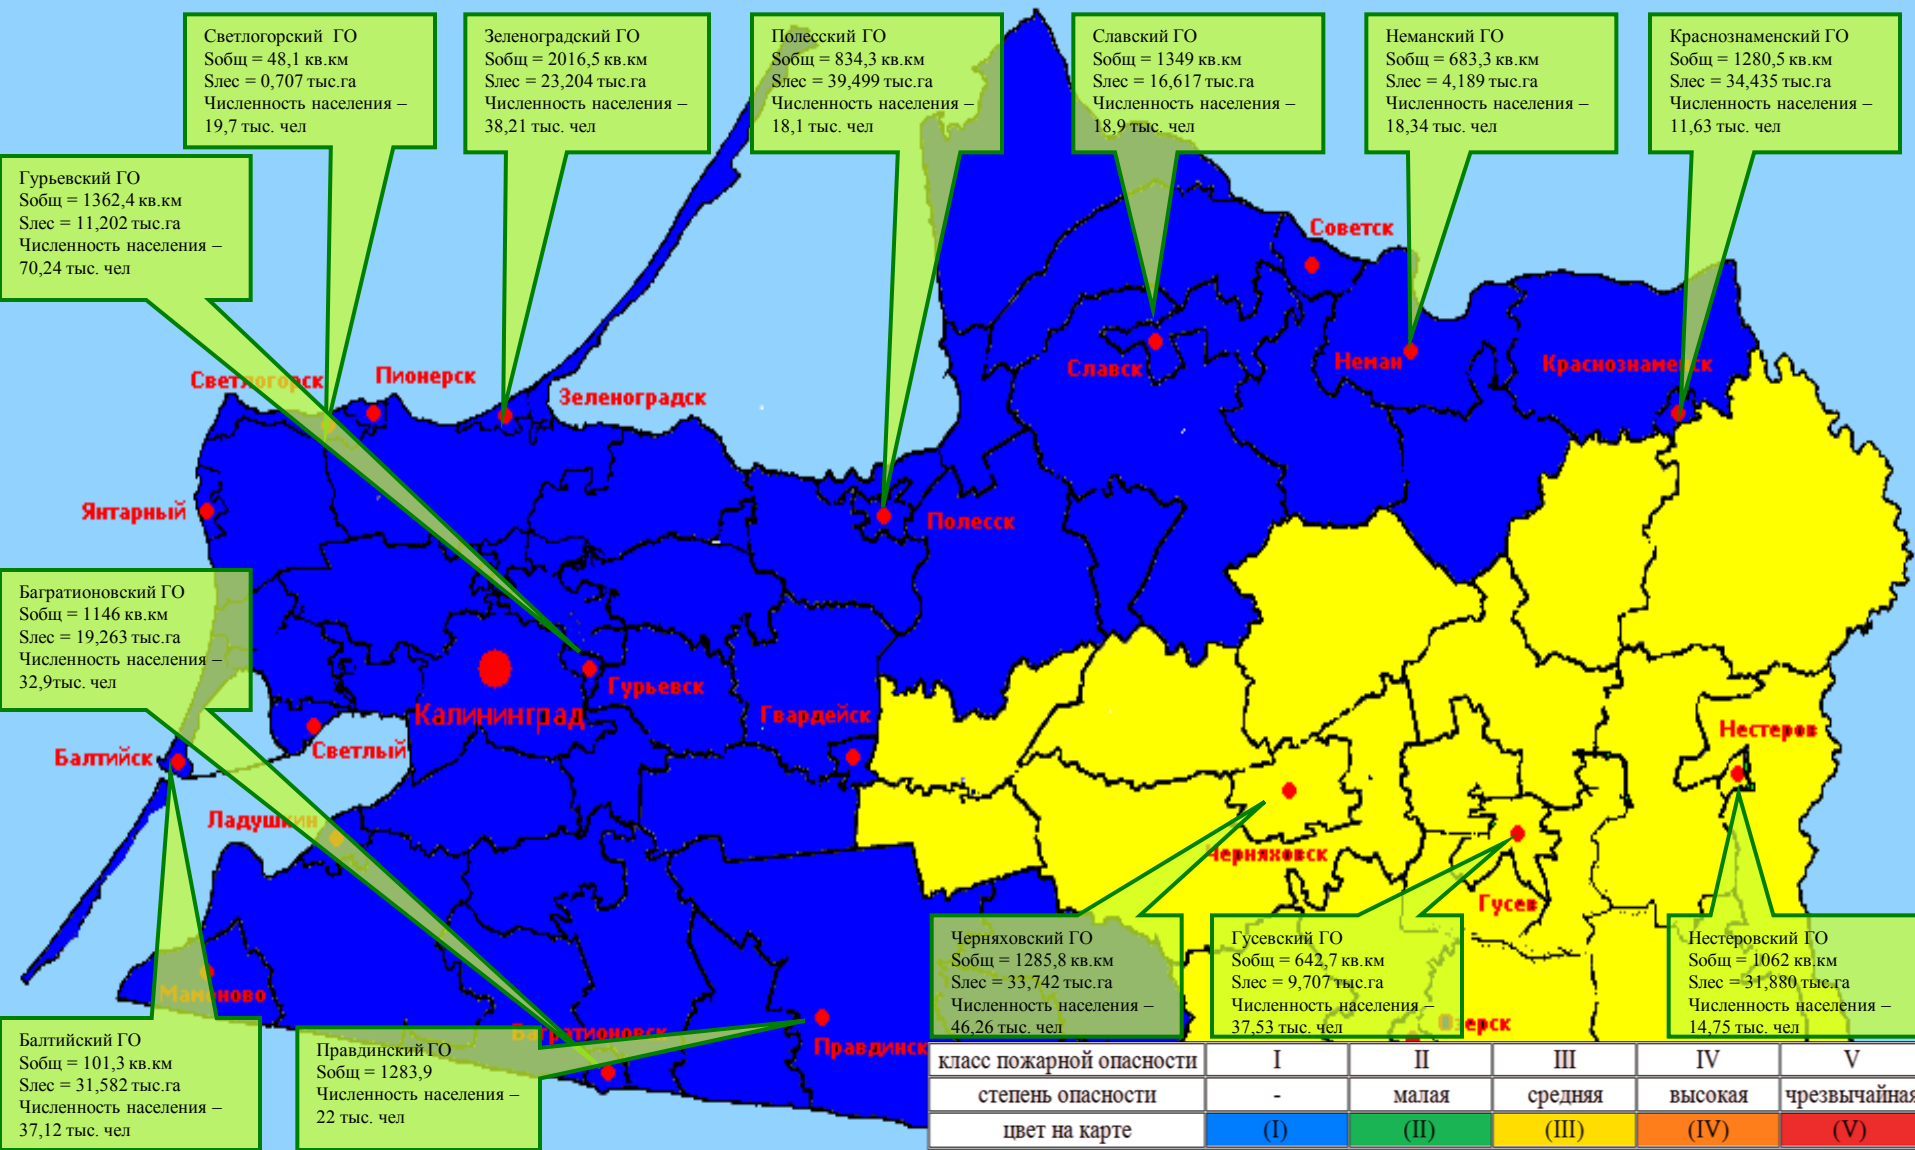 Светлогорский ГО
Sобщ = 48,1 кв.км
Sлес = 0,707 тыс.га
Численность населения –
19,7 тыс. чел
Зеленоградский ГО
Sобщ = 2016,5 кв.км
Sлес = 23,204 тыс.га
Численность населения –
38,21 тыс. чел
Полесский ГО
Sобщ = 834,3 кв.км
Sлес = 39,499 тыс.га
Численность населения –
18,1 тыс. чел
Славский ГО
Sобщ = 1349 кв.км
Sлес = 16,617 тыс.га
Численность населения –
18,9 тыс. чел
Неманский ГО
Sобщ = 683,3 кв.км
Sлес = 4,189 тыс.га
Численность населения –
18,34 тыс. чел
Краснознаменский ГО
Sобщ = 1280,5 кв.км
Sлес = 34,435 тыс.га
Численность населения –
11,63 тыс. чел
Гурьевский ГО
Sобщ = 1362,4 кв.км
Sлес = 11,202 тыс.га
Численность населения –
70,24 тыс. чел
Советск
Светлогорск
Пионерск
Зеленоградск
Славск
Неман
Краснознаменск
Янтарный
Полесск
Багратионовский ГО
Sобщ = 1146 кв.км
Sлес = 19,263 тыс.га
Численность населения –
32,9тыс. чел
Гурьевск
Калининград
Гвардейск
Светлый
Балтийск
Нестеров
Ладушкин
Черняховск
Гусев
Мамоново
Багратионовск
Правдинск
Черняховский ГО
Sобщ = 1285,8 кв.км
Sлес = 33,742 тыс.га
Численность населения –
46,26 тыс. чел
Гусевский ГО
Sобщ = 642,7 кв.км
Sлес = 9,707 тыс.га
Численность населения –
37,53 тыс. чел
Нестеровский ГО
Sобщ = 1062 кв.км
Sлес = 31,880 тыс.га
Численность населения –
14,75 тыс. чел
Озерск
Балтийский ГО
Sобщ = 101,3 кв.км
Sлес = 31,582 тыс.га
Численность населения –
37,12 тыс. чел
Правдинский ГО
Sобщ = 1283,9
Численность населения –
22 тыс. чел
класс пожарной опасности I II III IV V
степень опасности - малая средняя высокая чрезвычайная
цвет на карте (I) (II) (III) (IV) (V)